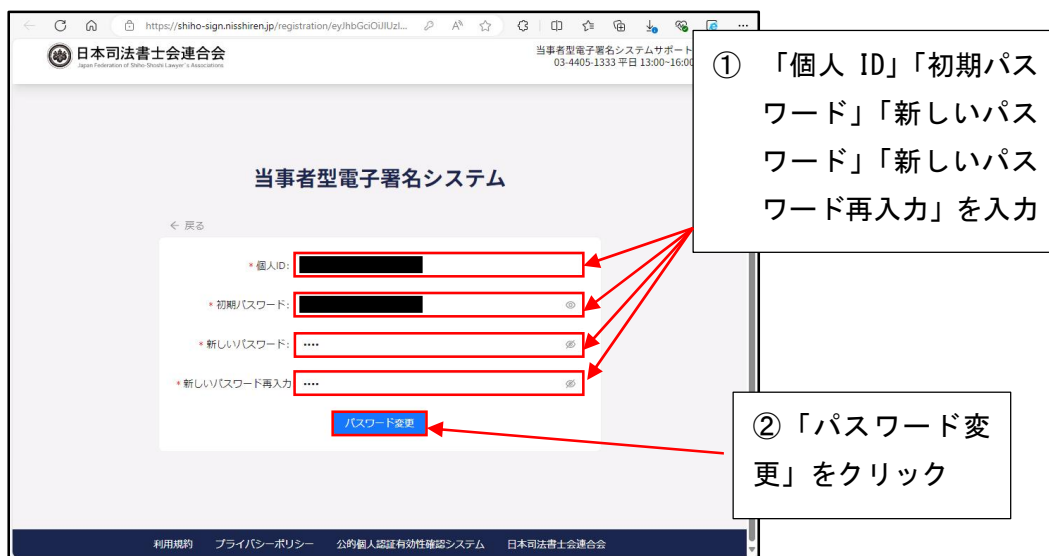 https://shiho-sign.nisshiren.jp/registration/eyJhbGciOiJIUzI...
日本司法書士会連合会
Japan Federation of Shiho-Shoshi Lawyer's Associations
当事者型電子署名システムサポート
03-4405-1333 平日 13:00~16:00
① 「個人 ID」「初期パス
ワード」「新しいパス
ワード」「新しいパス
ワード再入力」を入力
当事者型電子署名システム
← 戻る
* 個人ID:
* 初期パスワード:
* 新しいパスワード: ••••
* 新しいパスワード再入力 ••••
パスワード変更
②「パスワード変
更」をクリック
利用規約 プライバシーポリシー 公的個人認証有効性確認システム 日本司法書士会連合会